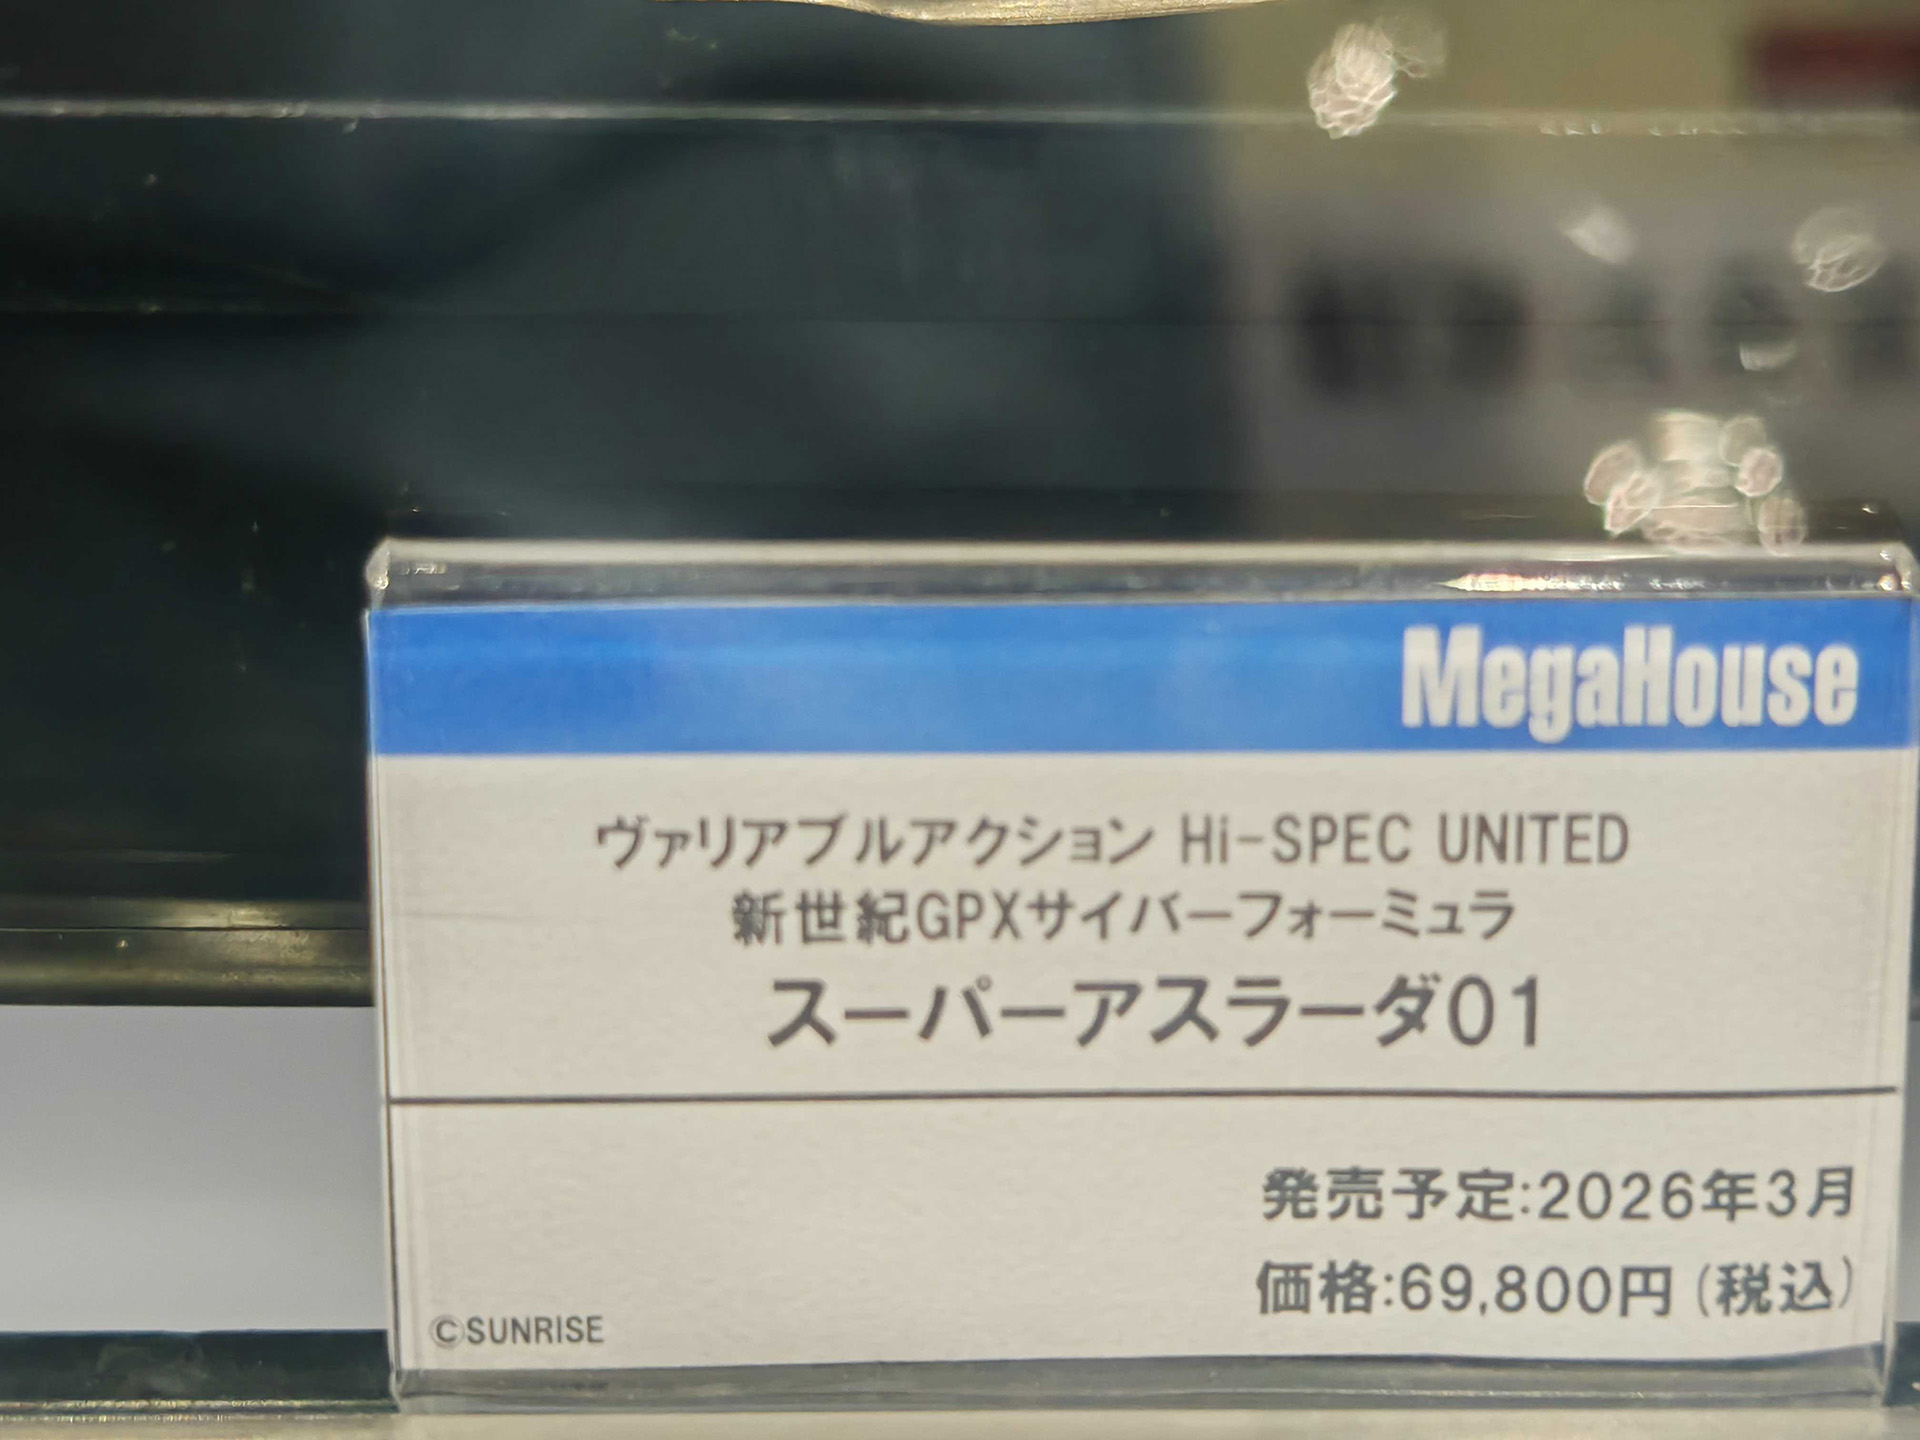 MegaHouse
ヴァリアブルアクション Hi-SPEC UNITED
新世紀GPXサイバーフォーミュラ
スーパーアスラーダ01
発売予定:2026年3月
価格:69,800円(税込)
©SUNRISE